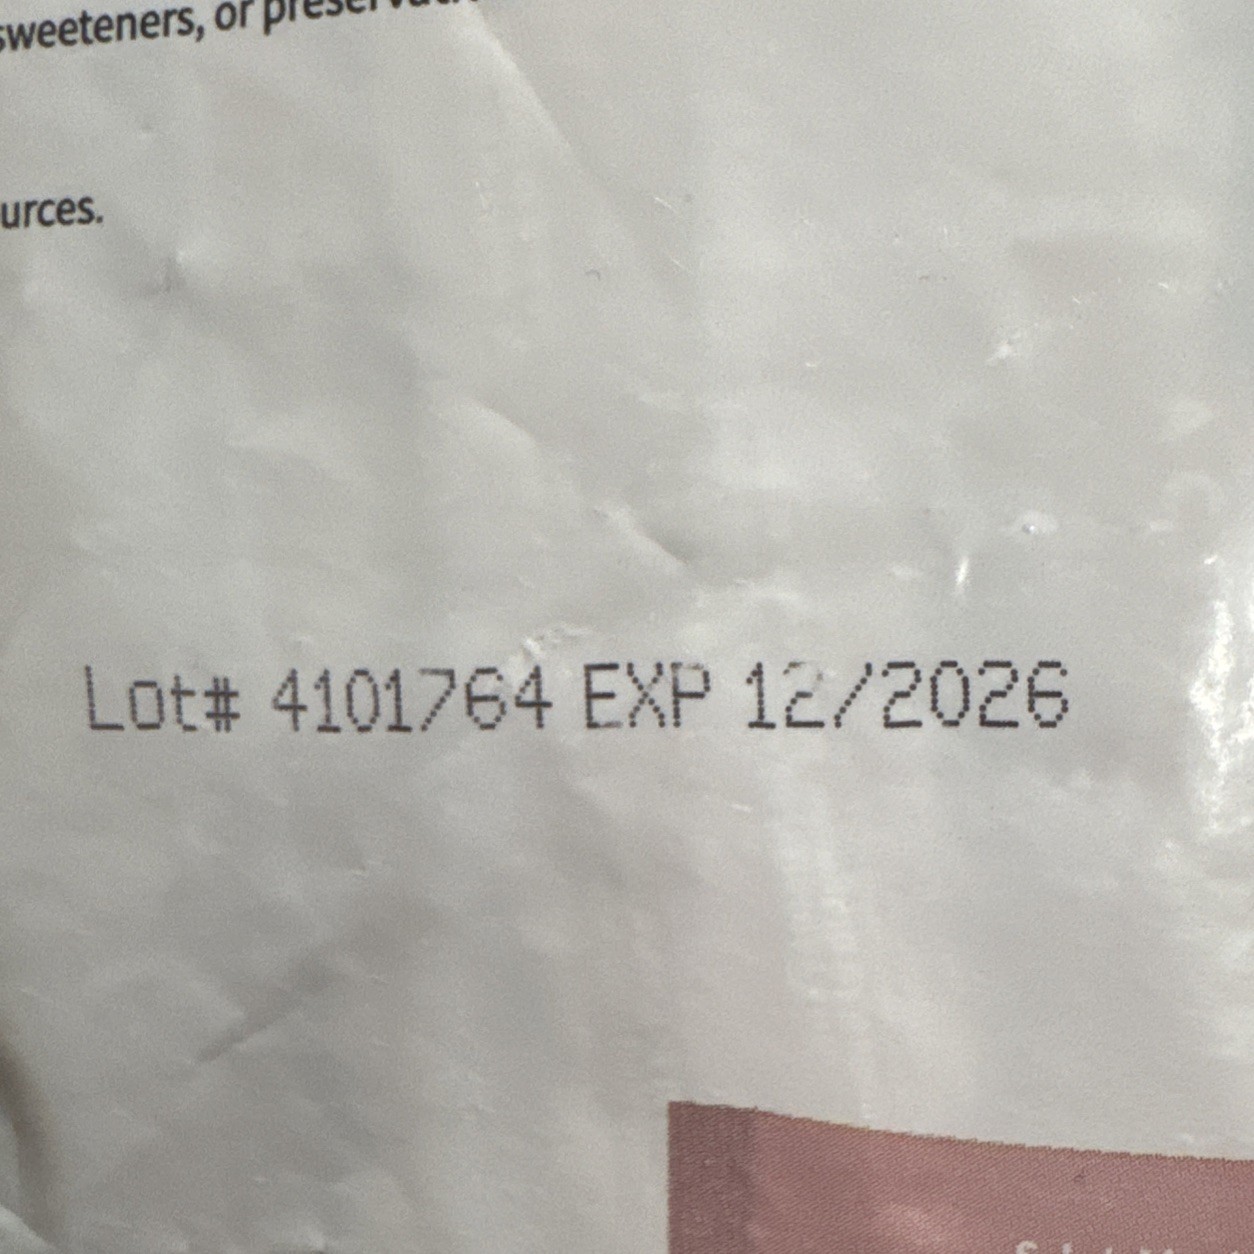 sweeteners, or
urces.
Lot# 4101764 EXP 12/2026